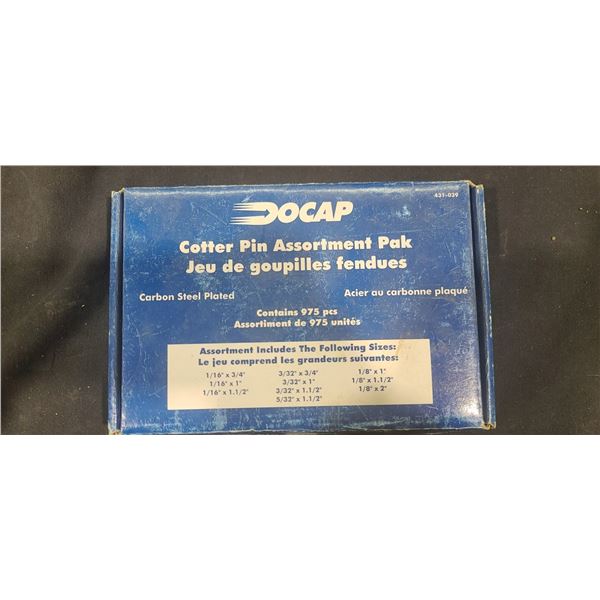 431-039
DOCAP
Cotter Pin Assortment Pak
Jeu de goupilles fendues
Carbon Steel Plated
Acier au carbonne plaqué
Contains 975 pcs
Assortiment de 975 unités
Assortment Includes The Following Sizes:
Le jeu comprend les grandeurs suivantes:
1/16" x 3/4" 3/32" x 3/4" 1/8" x 1"
1/16" x 1" 3/32" x 1" 1/8" x 1.1/2"
1/16" x 1.1/2" 3/32" x 1.1/2" 1/8" x 2"
5/32" x 1.1/2"